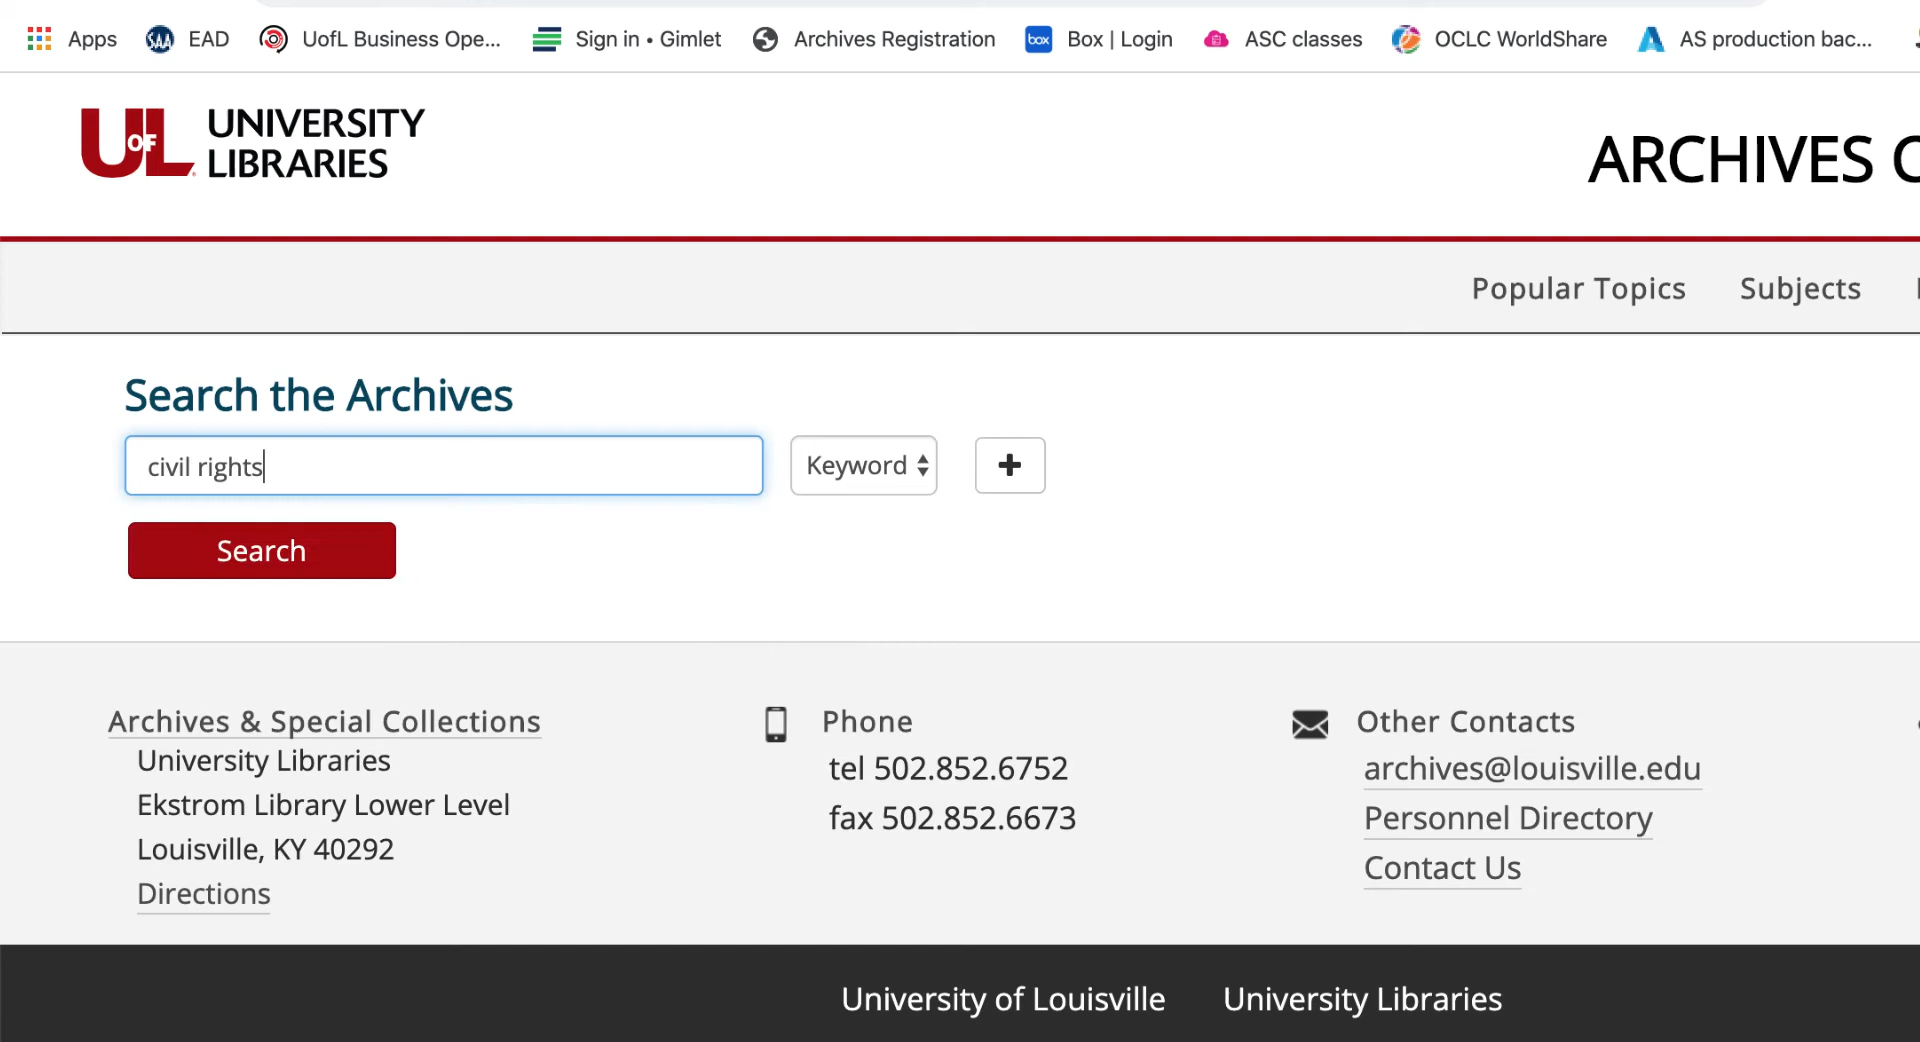 Apps SAA EAD UofL Business Ope... Sign in • Gimlet Archives Registration box Box | Login ASC classes OCLC WorldShare AS production bac...
UofL UNIVERSITY
LIBRARIES
ARCHIVES
Popular Topics Subjects
Search the Archives
civil rights Keyword +
Search
Archives & Special Collections
University Libraries
Ekstrom Library Lower Level
Louisville, KY 40292
Directions
Phone
tel 502.852.6752
fax 502.852.6673
Other Contacts
archives@louisville.edu
Personnel Directory
Contact Us
University of Louisville University Libraries